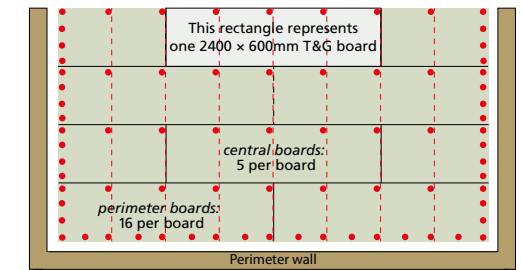 This rectangle represents
one 2400 × 600mm T&G board
central boards:
5 per board
perimeter boards:
16 per board
Perimeter wall